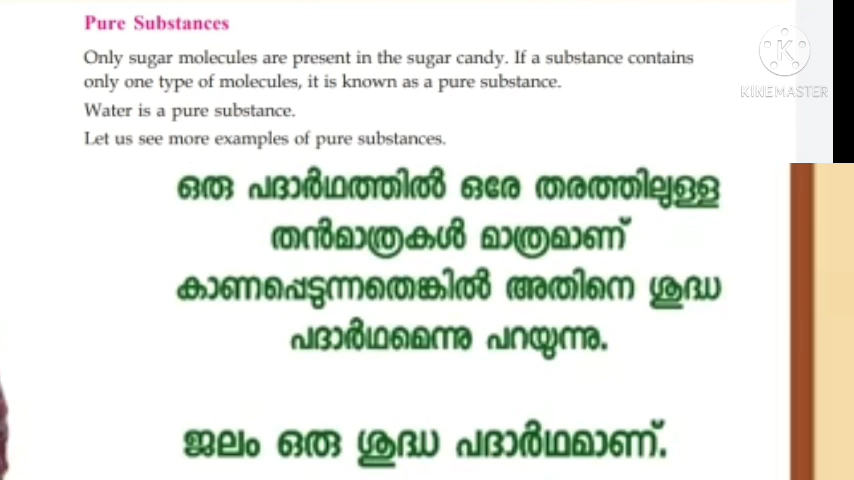 Pure Substances
Only sugar molecules are present in the sugar candy. If a substance contains
only one type of molecules, it is known as a pure substance.
Water is a pure substance.
Let us see more examples of pure substances.
KINEMASTER
ഒരു പദാർഥത്തിൽ ഒരേ തരത്തിലുള്ള
തൻമാത്രകൾ മാത്രമാണ്
കാണപ്പെടുന്നതെങ്കിൽ അതിനെ ശുദ്ധ
പദാർഥമെന്നു പറയുന്നു.
ജലം ഒരു ശുദ്ധ പദാർഥമാണ്.